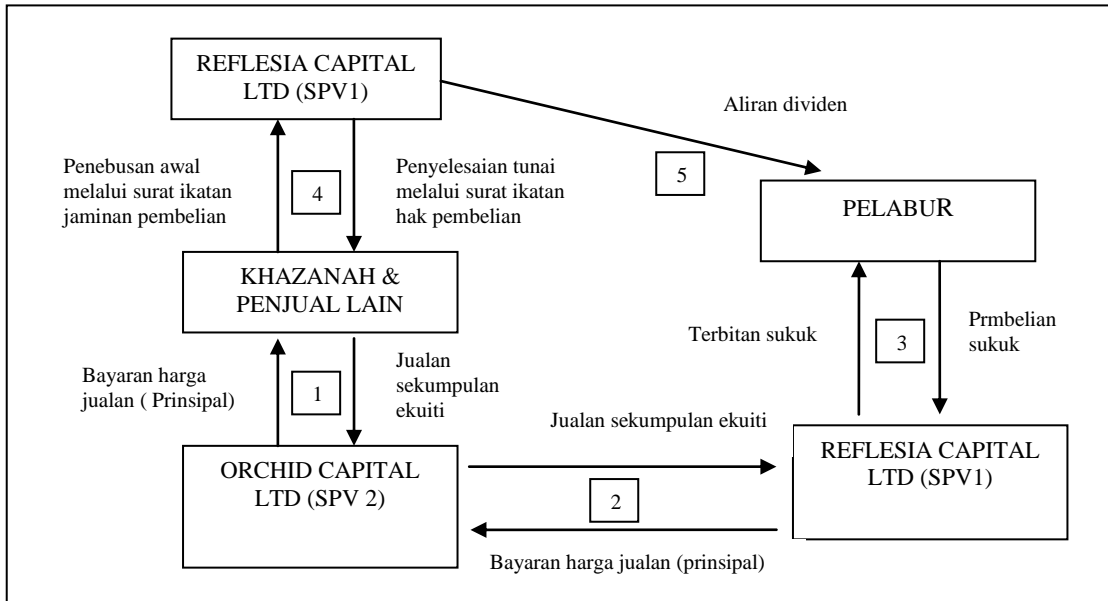 REFLESIA CAPITAL
LTD (SPV1)
Aliran dividen
5
Penebusan awal
melalui surat ikatan
jaminan pembelian
4
Penyelesaian tunai
melalui surat ikatan
hak pembelian
PELABUR
KHAZANAH &
PENJUAL LAIN
Terbitan sukuk
3
Prmbelian
sukuk
Bayaran harga
jualan ( Prinsipal)
1
Jualan
sekumpulan
ekuiti
Jualan sekumpulan ekuiti
ORCHID CAPITAL
LTD (SPV 2)
REFLESIA CAPITAL
LTD (SPV1)
2
Bayaran harga jualan (prinsipal)